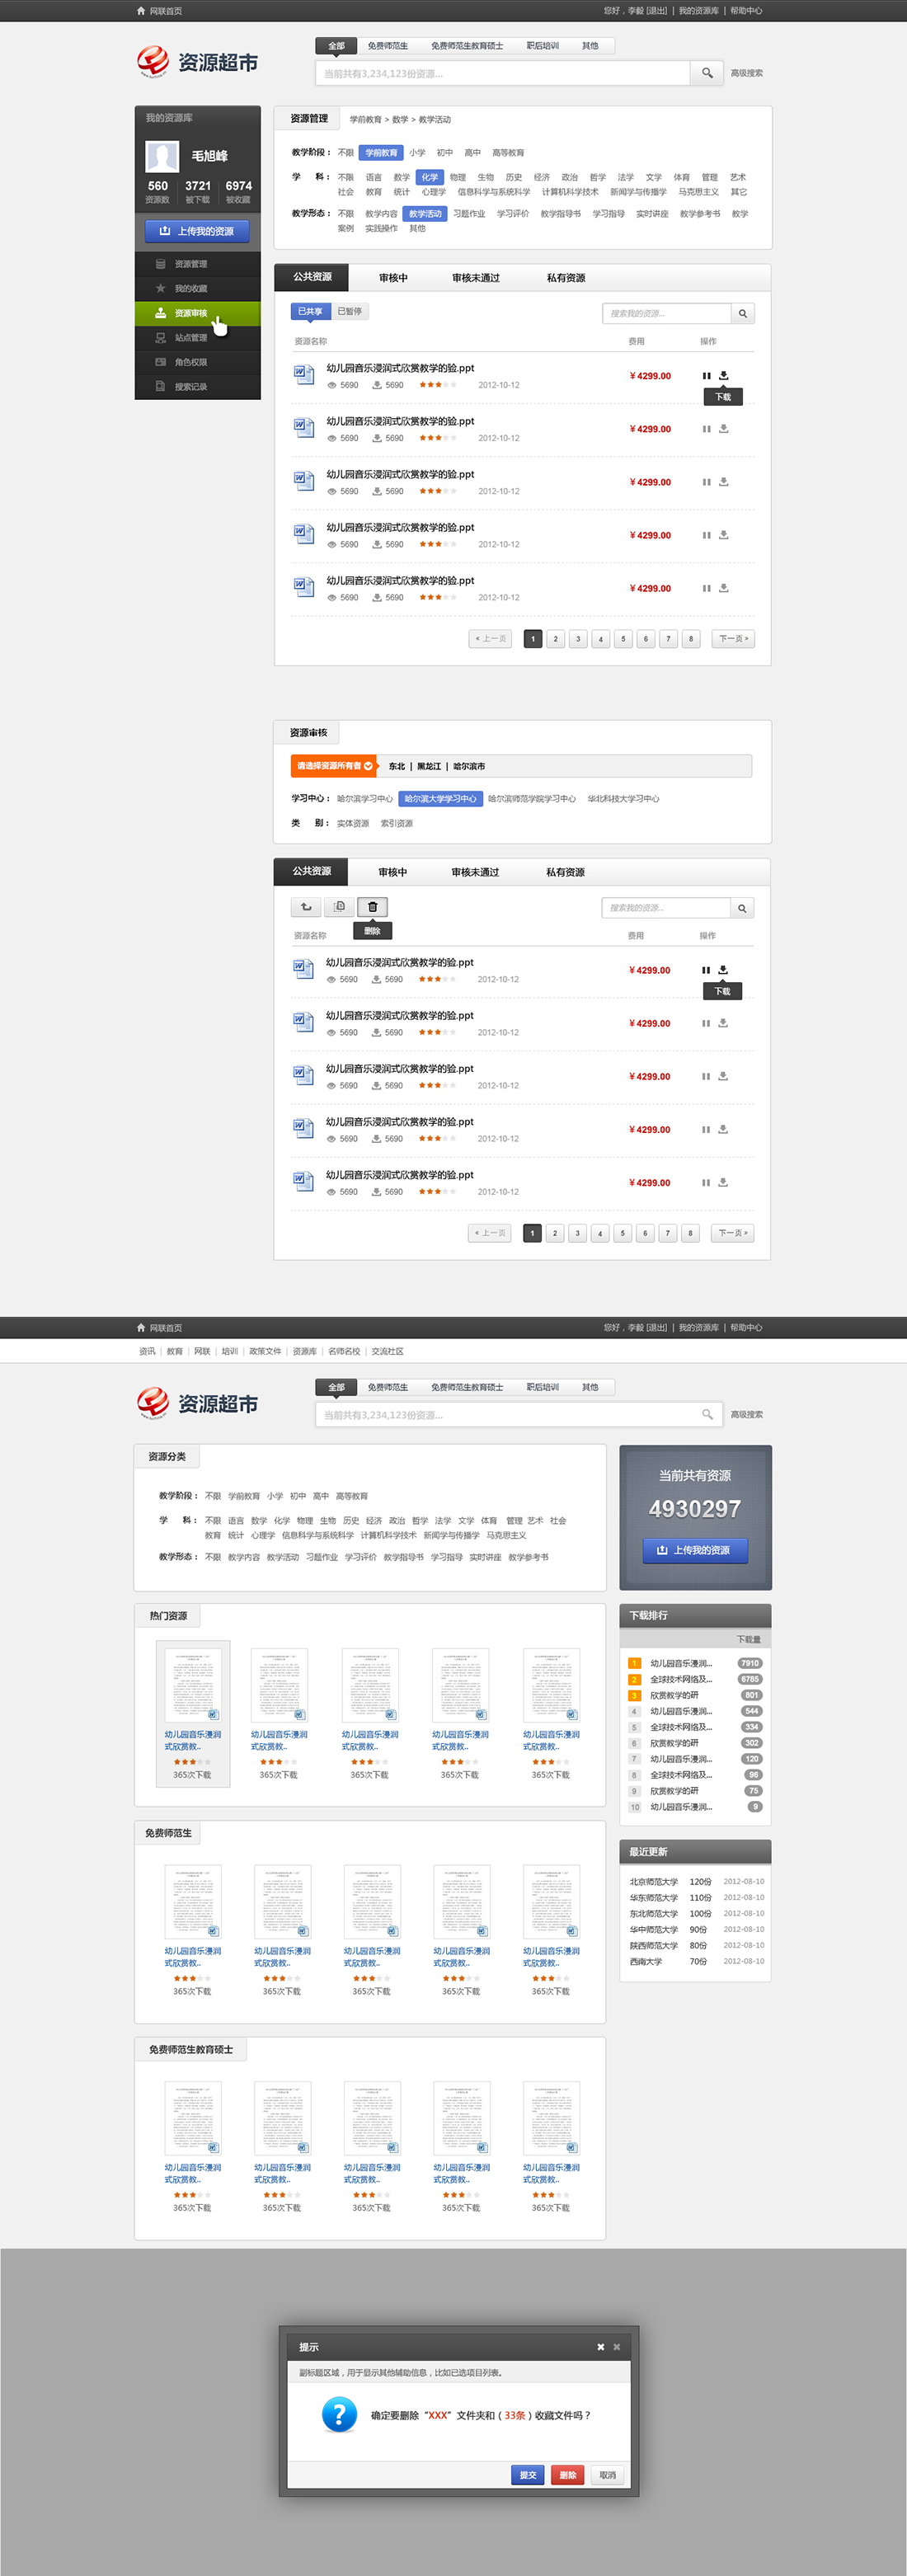 网联首页
您好，李毅 [退出] | 我的资源库 | 帮助中心
资源超市
全部 免费师范生 免费师范生教育硕士 职后培训 其他
当前共有3,234,123份资源...
高级搜索
我的资源库
毛旭峰
560 3721 6974
资源数 被下载 被收藏
上传我的资源
资源管理
我的收藏
资源审核
站点管理
角色权限
搜索记录
资源管理 学前教育 > 数学 > 教学活动
教学阶段： 不限 学前教育 小学 初中 高中 高等教育
学 科： 不限 语言 数学 化学 物理 生物 历史 经济 政治 哲学 法学 文学 体育 管理 艺术
社会 教育 统计 心理学 信息科学与系统科学 计算机科学技术 新闻学与传播学 马克思主义 其它
教学形态： 不限 教学内容 教学活动 习题作业 学习评价 教学指导书 学习指导 实时讲座 教学参考书 教学
案例 实践操作 其他
公共资源 审核中 审核未通过 私有资源
已共享 已暂停 搜索我的资源...
资源名称 费用 操作
幼儿园音乐浸润式欣赏教学的验.ppt
5690 5690 2012-10-12 ￥4299.00
下载
幼儿园音乐浸润式欣赏教学的验.ppt
5690 5690 2012-10-12 ￥4299.00
幼儿园音乐浸润式欣赏教学的验.ppt
5690 5690 2012-10-12 ￥4299.00
幼儿园音乐浸润式欣赏教学的验.ppt
5690 5690 2012-10-12 ￥4299.00
幼儿园音乐浸润式欣赏教学的验.ppt
5690 5690 2012-10-12 ￥4299.00
« 上一页 1 2 3 4 5 6 7 8 下一页 »
资源审核
请选择资源所有者 东北 | 黑龙江 | 哈尔滨市
学习中心： 哈尔滨学习中心 哈尔滨大学学习中心 哈尔滨师范学院学习中心 华北科技大学习中心
类 别： 实体资源 索引资源
公共资源 审核中 审核未通过 私有资源
搜索我的资源...
删除
资源名称 费用 操作
幼儿园音乐浸润式欣赏教学的验.ppt
5690 5690 2012-10-12 ￥4299.00
下载
幼儿园音乐浸润式欣赏教学的验.ppt
5690 5690 2012-10-12 ￥4299.00
幼儿园音乐浸润式欣赏教学的验.ppt
5690 5690 2012-10-12 ￥4299.00
幼儿园音乐浸润式欣赏教学的验.ppt
5690 5690 2012-10-12 ￥4299.00
幼儿园音乐浸润式欣赏教学的验.ppt
5690 5690 2012-10-12 ￥4299.00
« 上一页 1 2 3 4 5 6 7 8 下一页 »
网联首页
您好，李毅 [退出] | 我的资源库 | 帮助中心
资讯 | 教育 | 网联 | 培训 | 政策文件 | 资源库 | 名师名校 | 交流社区
资源超市
全部 免费师范生 免费师范生教育硕士 职后培训 其他
当前共有3,234,123份资源...
高级搜索
资源分类
教学阶段： 不限 学前教育 小学 初中 高中 高等教育
学 科： 不限 语言 数学 化学 物理 生物 历史 经济 政治 哲学 法学 文学 体育 管理 艺术 社会
教育 统计 心理学 信息科学与系统科学 计算机科学技术 新闻学与传播学 马克思主义
教学形态： 不限 教学内容 教学活动 习题作业 学习评价 教学指导书 学习指导 实时讲座 教学参考书
当前共有资源
4930297
上传我的资源
热门资源
幼儿园音乐浸润 幼儿园音乐浸润 幼儿园音乐浸润 幼儿园音乐浸润 幼儿园音乐浸润
式欣赏教.. 式欣赏教.. 式欣赏教.. 式欣赏教.. 式欣赏教..
365次下载 365次下载 365次下载 365次下载 365次下载
下载排行
下载量
1 幼儿园音乐漫润... 7910
2 全球技术网络及... 6765
3 欣赏教学的研 801
4 幼儿园音乐漫润... 544
5 全球技术网络及... 334
6 欣赏教学的研 302
7 幼儿园音乐漫润... 120
8 全球技术网络及... 96
9 欣赏教学的研 75
10 幼儿园音乐漫润... 9
免费师范生
幼儿园音乐浸润 幼儿园音乐浸润 幼儿园音乐浸润 幼儿园音乐浸润 幼儿园音乐浸润
式欣赏教.. 式欣赏教.. 式欣赏教.. 式欣赏教.. 式欣赏教..
365次下载 365次下载 365次下载 365次下载 365次下载
最近更新
北京师范大学 120份 2012-08-10
华东师范大学 110份 2012-08-10
东北师范大学 100份 2012-08-10
华中师范大学 90份 2012-08-10
陕西师范大学 80份 2012-08-10
西南大学 70份 2012-08-10
免费师范生教育硕士
幼儿园音乐浸润 幼儿园音乐浸润 幼儿园音乐浸润 幼儿园音乐浸润 幼儿园音乐浸润
式欣赏教.. 式欣赏教.. 式欣赏教.. 式欣赏教.. 式欣赏教..
365次下载 365次下载 365次下载 365次下载 365次下载
提示
副标题区域，用于显示其他辅助信息，比如已选项目列表。
确定要删除“XXX”文件夹和（33条）收藏文件吗？
提交 删除 取消